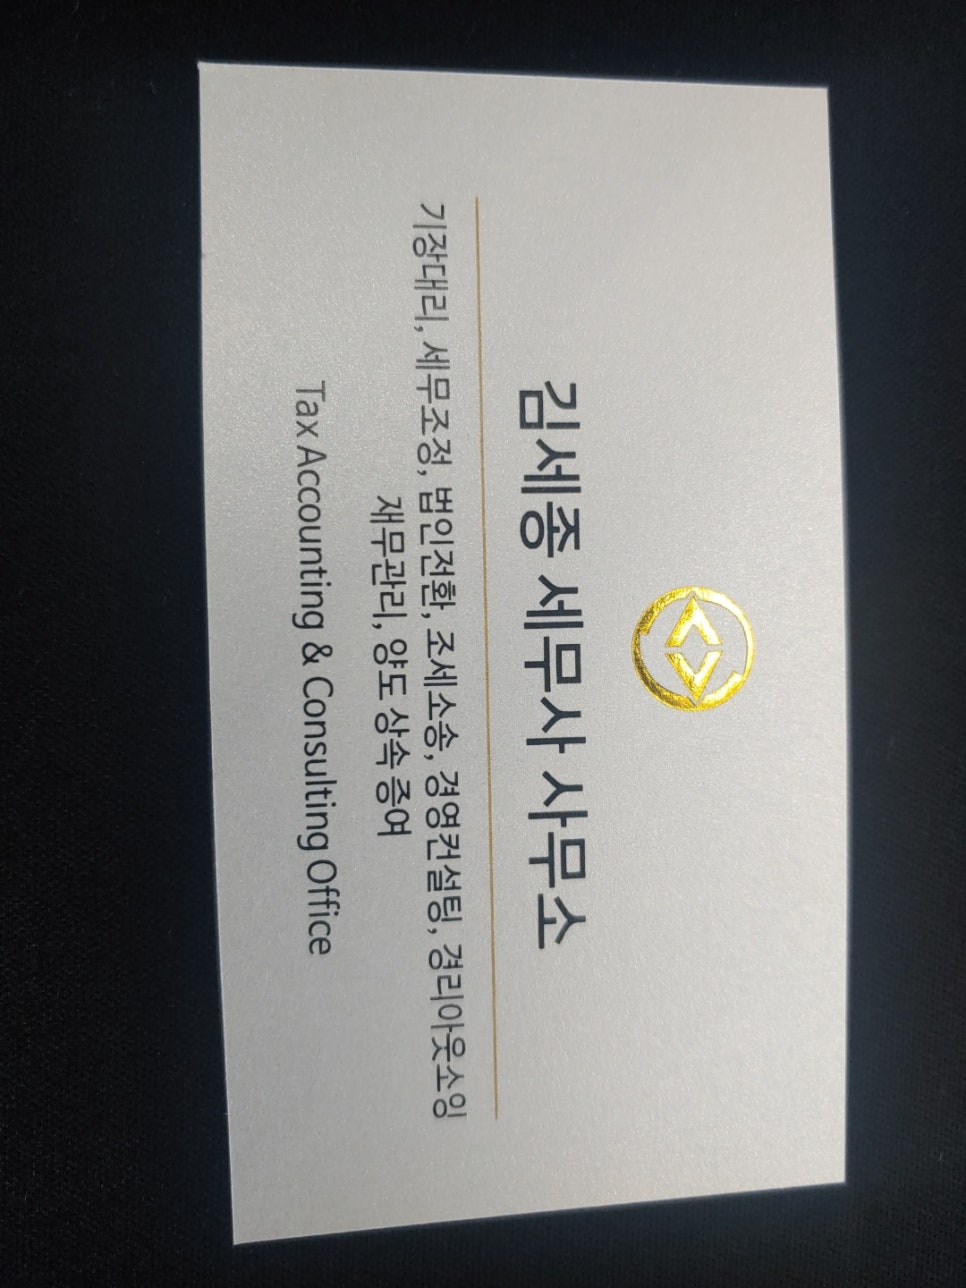 김세종 세무사 사무소
기장대리, 세무조정, 법인전환, 조세소송, 경영컨설팅, 경리아웃소싱
재무관리, 양도 상속 증여
Tax Accounting & Consulting Office